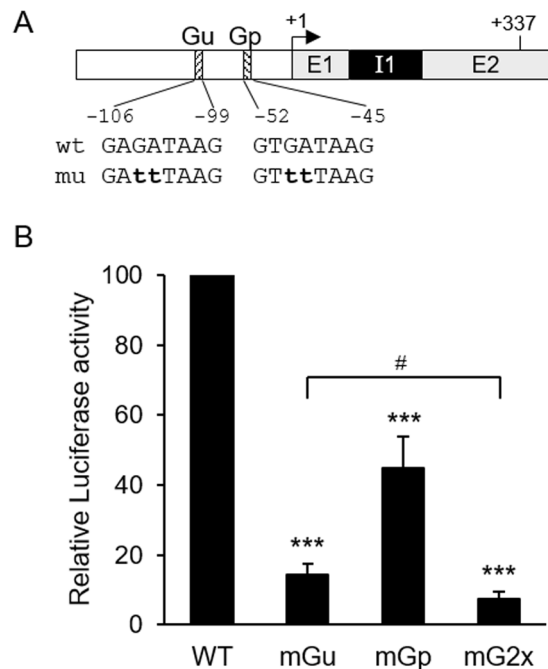 A
Gu Gp +1 +337
E1 I1 E2
-106 -99 -52 -45
wt GAGATAAG GTGATAAG
mu GAttTAAG GTttTAAG
B
Relative Luciferase activity
100
80
60
40
20
0
#
***
***
***
WT mGu mGp mG2x